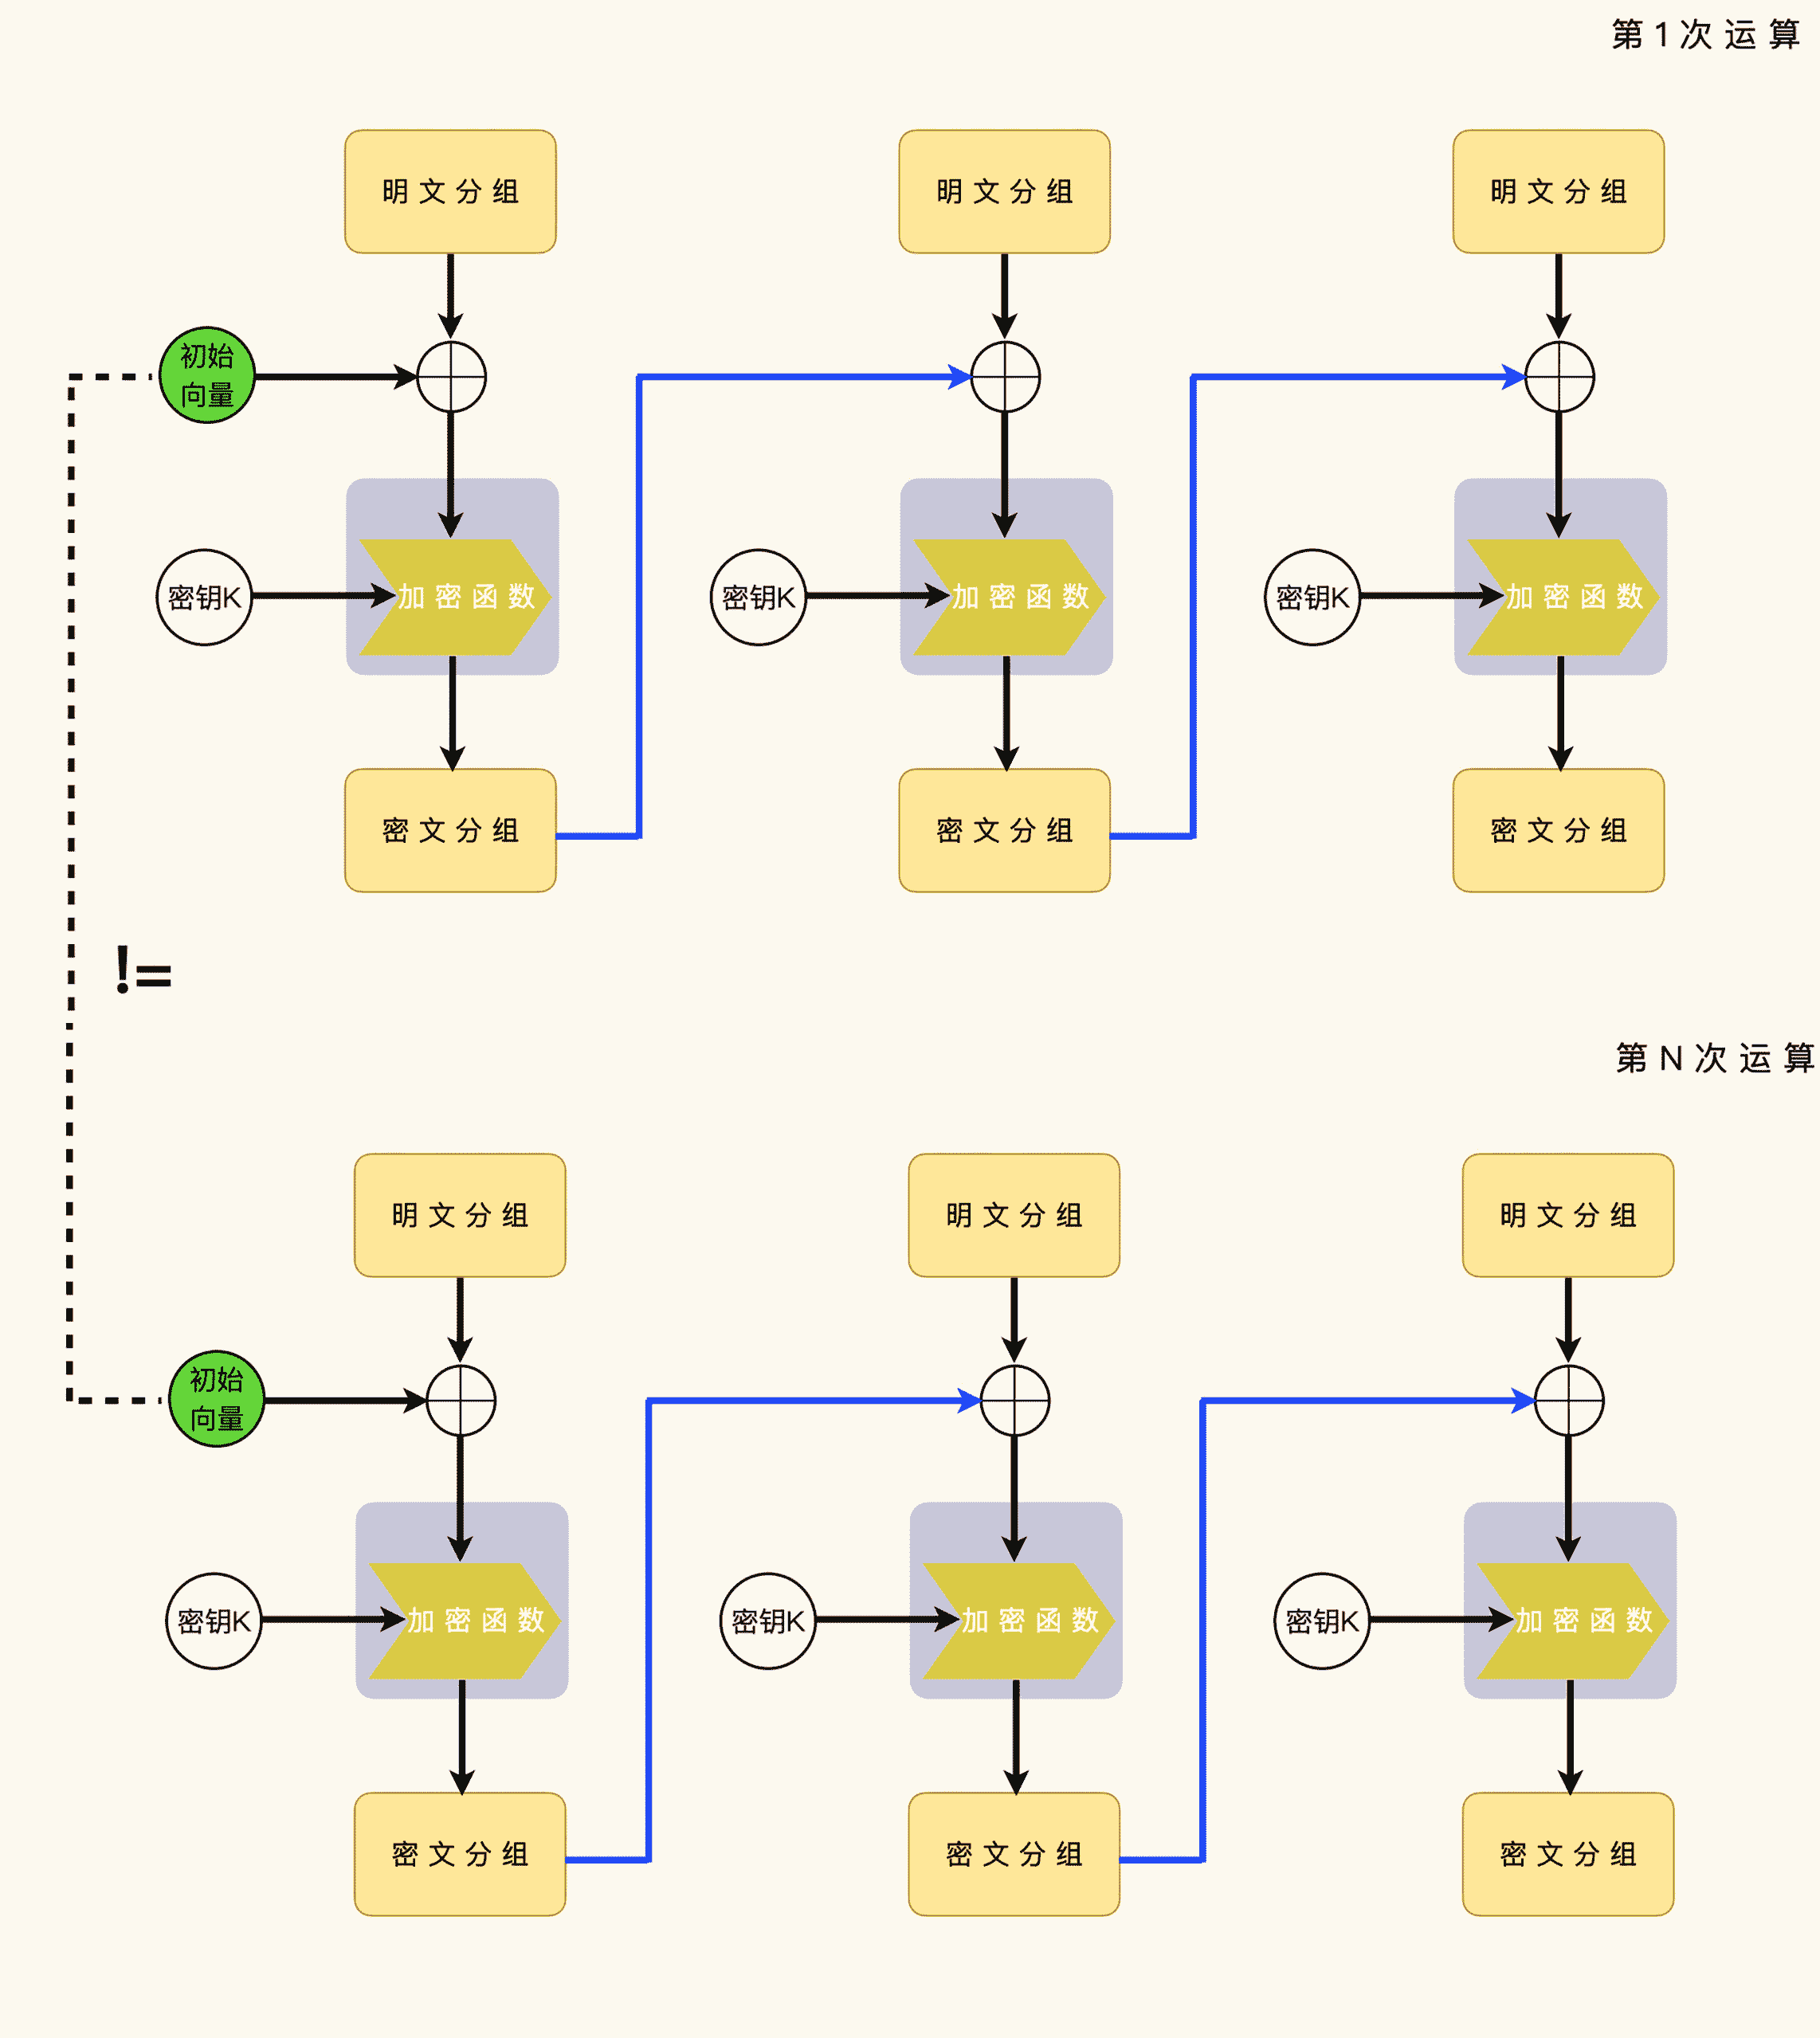 第1次运算
明文分组
明文分组
明文分组
初始
向量
密钥K
加密函数
密钥K
加密函数
密钥K
加密函数
密文分组
密文分组
密文分组
!=
第N次运算
明文分组
明文分组
明文分组
初始
向量
密钥K
加密函数
密钥K
加密函数
密钥K
加密函数
密文分组
密文分组
密文分组